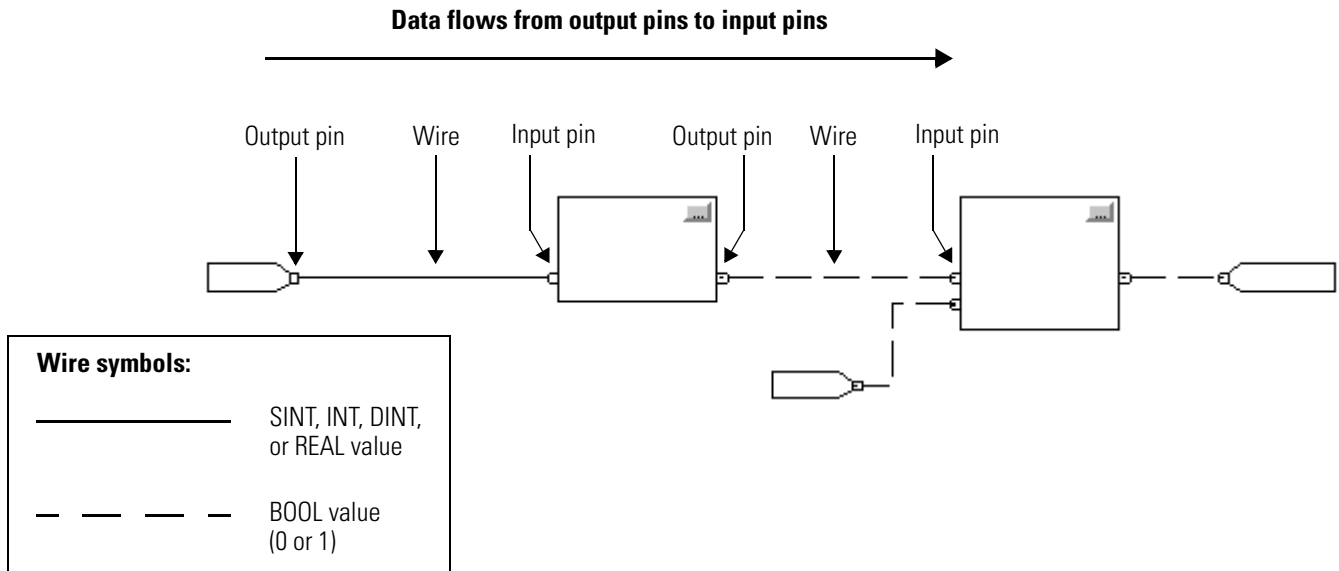 Data flows from output pins to input pins
Output pin
Wire
Input pin
Output pin
Wire
Input pin
...
...
Wire symbols:
SINT, INT, DINT,
or REAL value
BOOL value
(0 or 1)